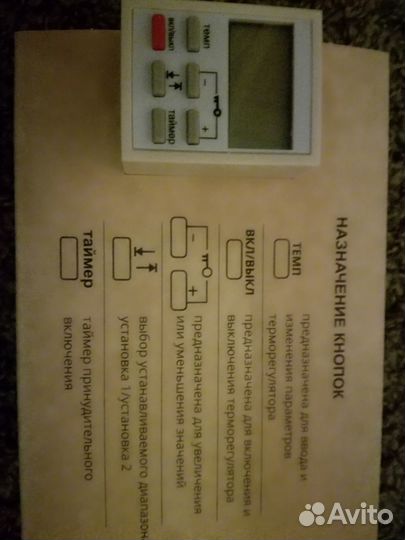 темп
вкл/выкл
− +
таймер
НАЗНАЧЕНИЕ КНОПОК
ТЕМП
предназначена для ввода и
изменения параметров
терморегулятора
ВКЛ/ВЫКЛ
предназначена для включения и
выключения терморегулятора
− +
предназначена для увеличения
или уменьшения значений
выбор устанавливаемого диапазон
установка 1/установка 2
таймер
таймер принудительного
включения
Avito